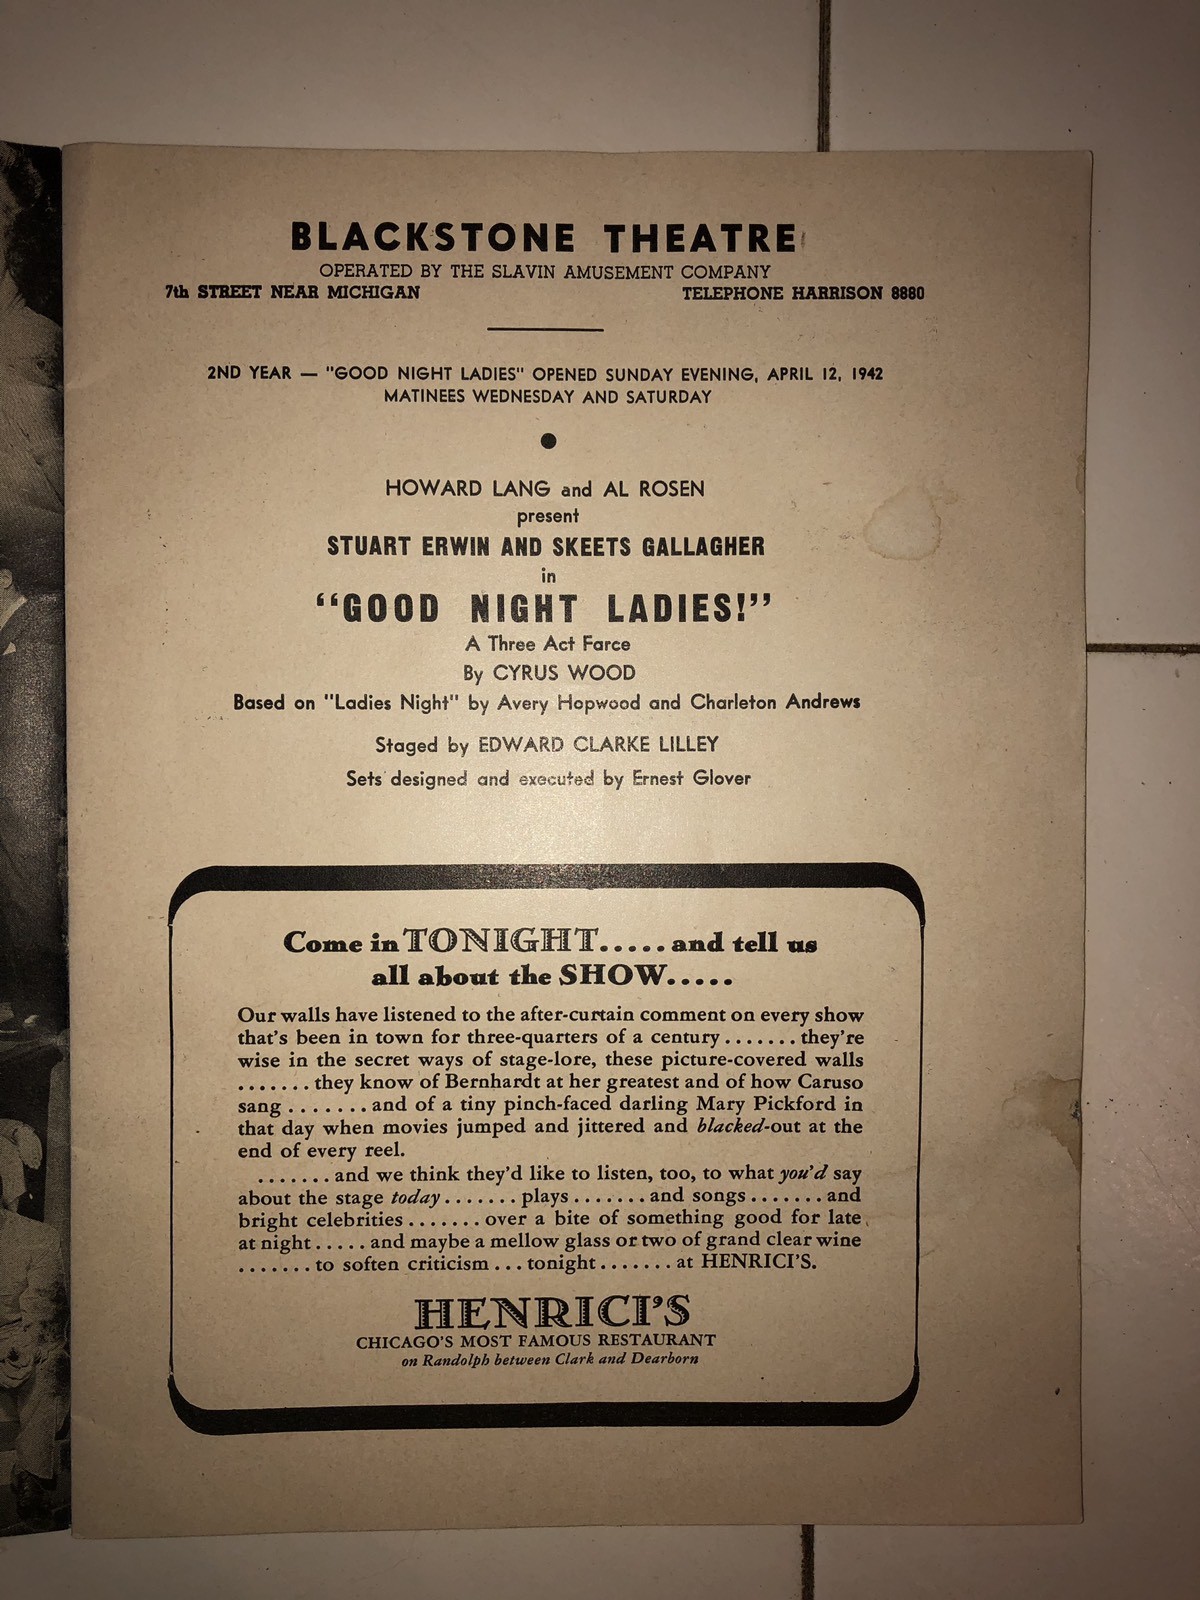 BLACKSTONE THEATRE
OPERATED BY THE SLAVIN AMUSEMENT COMPANY
7th STREET NEAR MICHIGAN TELEPHONE HARRISON 8880
2ND YEAR — "GOOD NIGHT LADIES" OPENED SUNDAY EVENING, APRIL 12, 1942
MATINEES WEDNESDAY AND SATURDAY
HOWARD LANG and AL ROSEN
present
STUART ERWIN AND SKEETS GALLAGHER
in
“GOOD NIGHT LADIES!”
A Three Act Farce
By CYRUS WOOD
Based on "Ladies Night" by Avery Hopwood and Charleton Andrews
Staged by EDWARD CLARKE LILLEY
Sets designed and executed by Ernest Glover
Come in TONIGHT.....and tell us
all about the SHOW.....
Our walls have listened to the after-curtain comment on every show
that's been in town for three-quarters of a century.......they're
wise in the secret ways of stage-lore, these picture-covered walls
.......they know of Bernhardt at her greatest and of how Caruso
sang.......and of a tiny pinch-faced darling Mary Pickford in
that day when movies jumped and jittered and blacked-out at the
end of every reel.
.......and we think they'd like to listen, too, to what you'd say
about the stage today.......plays.......and songs.......and
bright celebrities.......over a bite of something good for late
at night.....and maybe a mellow glass or two of grand clear wine
.......to soften criticism...tonight.......at HENRICI'S.
HENRICI'S
CHICAGO'S MOST FAMOUS RESTAURANT
on Randolph between Clark and Dearborn